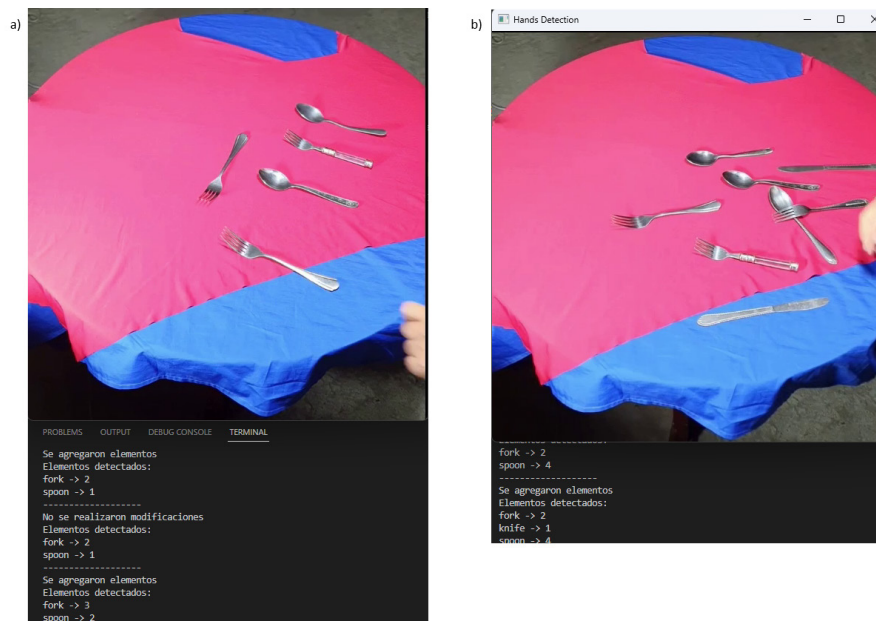 a)
PROBLEMS OUTPUT DEBUG CONSOLE TERMINAL
Se agregaron elementos
Elementos detectados:
fork -> 2
spoon -> 1
-------------------
No se realizaron modificaciones
Elementos detectados:
fork -> 2
spoon -> 1
-------------------
Se agregaron elementos
Elementos detectados:
fork -> 3
spoon -> 2
b)
Hands Detection
Elementos detectados:
fork -> 2
spoon -> 4
-------------------
Se agregaron elementos
Elementos detectados:
fork -> 2
knife -> 1
spoon -> 4